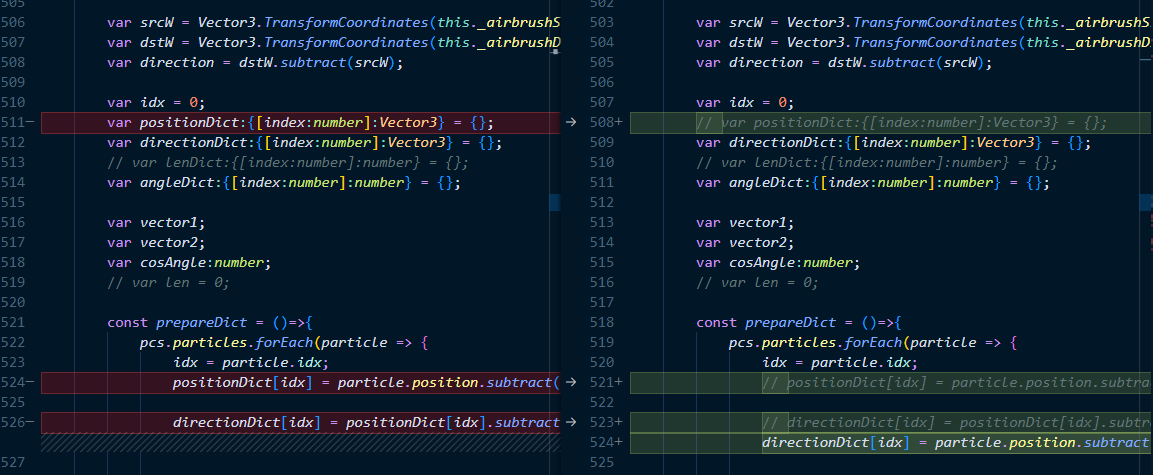 505
506 var srcW = Vector3.TransformCoordinates(this._airbrushS
507 var dstW = Vector3.TransformCoordinates(this._airbrushD
508 var direction = dstW.subtract(srcW);
509
510 var idx = 0;
511— var positionDict:{[index:number]:Vector3} = {};
512 var directionDict:{[index:number]:Vector3} = {};
513 // var lenDict:{[index:number]:number} = {};
514 var angleDict:{[index:number]:number} = {};
515
516 var vector1;
517 var vector2;
518 var cosAngle:number;
519 // var len = 0;
520
521 const prepareDict = ()=>{
522 pcs.particles.forEach(particle => {
523 idx = particle.idx;
524— positionDict[idx] = particle.position.subtract(
525
526— directionDict[idx] = positionDict[idx].subtract
527
502
503 var srcW = Vector3.TransformCoordinates(this._airbrushS
504 var dstW = Vector3.TransformCoordinates(this._airbrushD
505 var direction = dstW.subtract(srcW);
506
507 var idx = 0;
→ 508+ // var positionDict:{[index:number]:Vector3} = {};
509 var directionDict:{[index:number]:Vector3} = {};
510 // var lenDict:{[index:number]:number} = {};
511 var angleDict:{[index:number]:number} = {};
512
513 var vector1;
514 var vector2;
515 var cosAngle:number;
516 // var len = 0;
517
518 const prepareDict = ()=>{
519 pcs.particles.forEach(particle => {
520 idx = particle.idx;
→ 521+ // positionDict[idx] = particle.position.subtra
522
→ 523+ // directionDict[idx] = positionDict[idx].subtr
524+ directionDict[idx] = particle.position.subtract
525